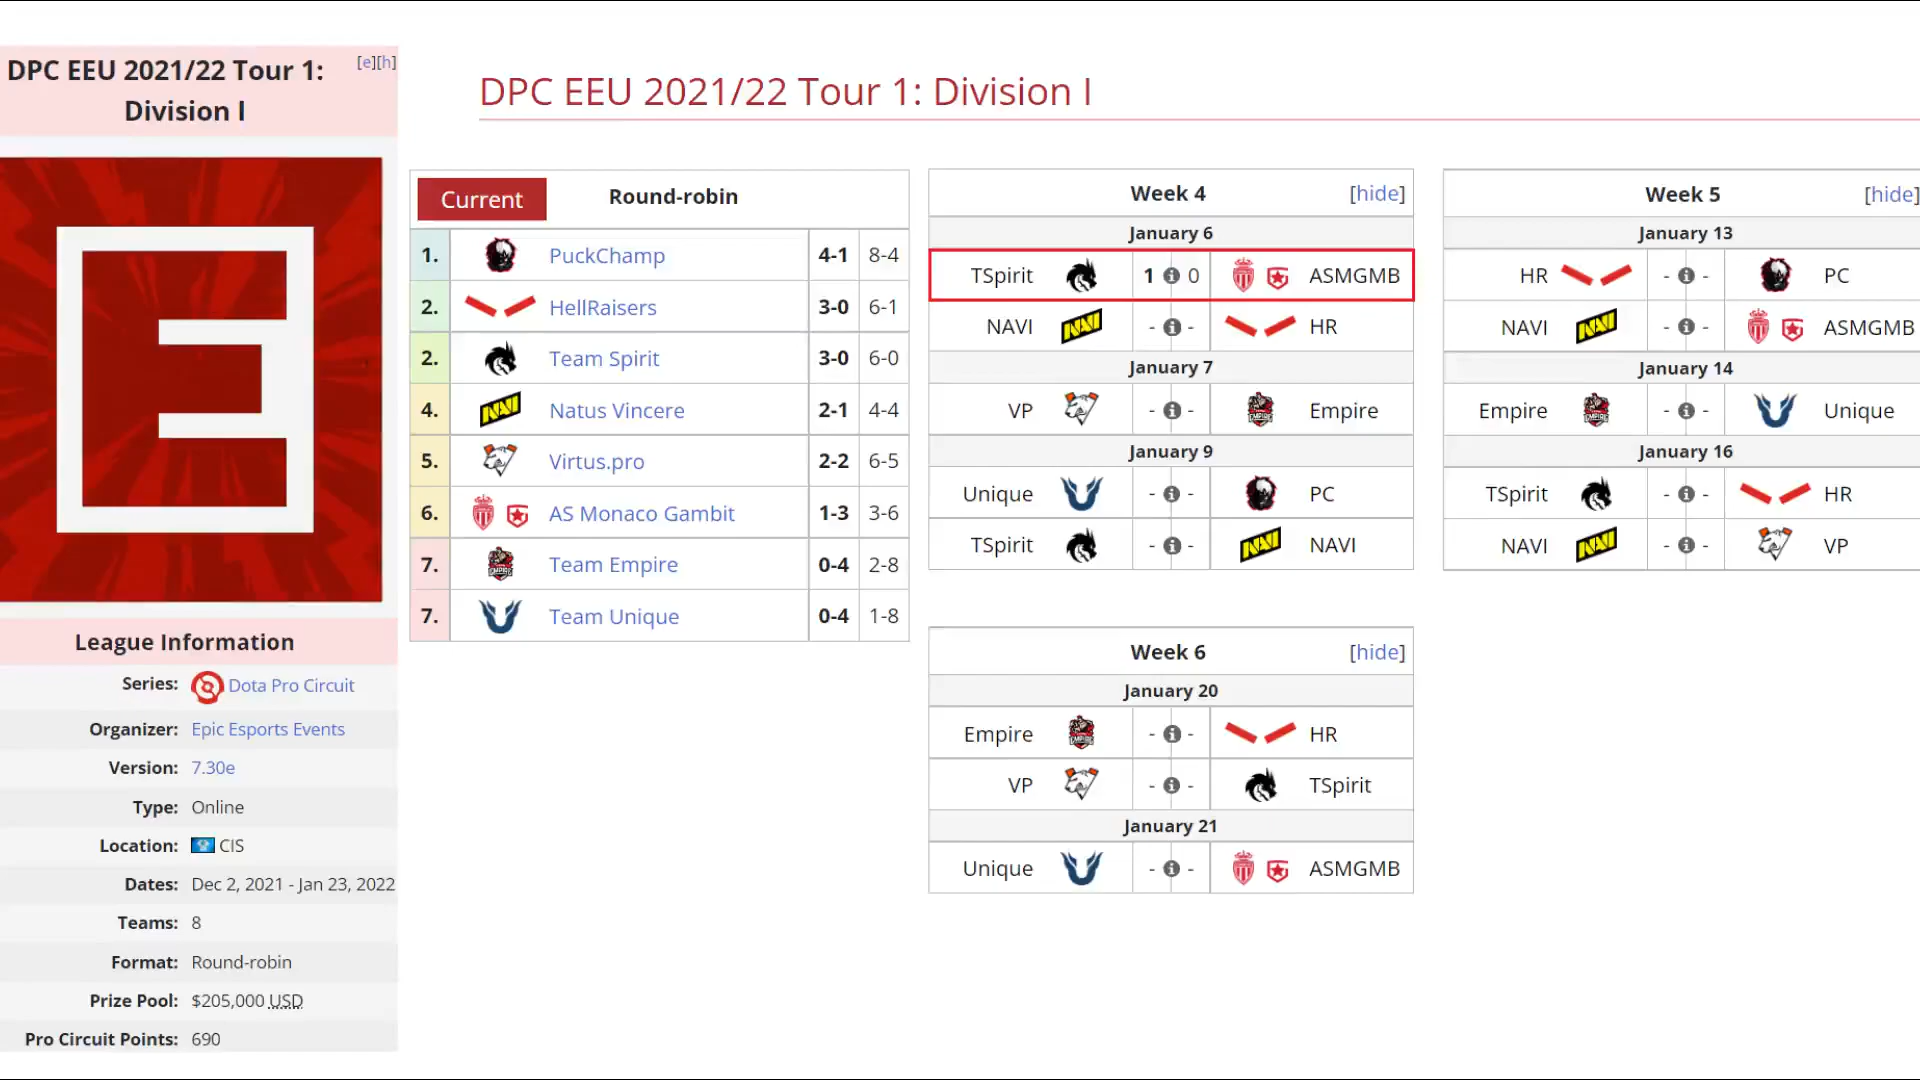 DPC EEU 2021/22 Tour 1:
Division I
[e][h]
League Information
Series: Dota Pro Circuit
Organizer: Epic Esports Events
Version: 7.30e
Type: Online
Location: CIS
Dates: Dec 2, 2021 - Jan 23, 2022
Teams: 8
Format: Round-robin
Prize Pool: $205,000 USD
Pro Circuit Points: 690
DPC EEU 2021/22 Tour 1: Division I
Current Round-robin
1. PuckChamp 4-1 8-4
2. HellRaisers 3-0 6-1
2. Team Spirit 3-0 6-0
4. Natus Vincere 2-1 4-4
5. Virtus.pro 2-2 6-5
6. AS Monaco Gambit 1-3 3-6
7. Team Empire 0-4 2-8
7. Team Unique 0-4 1-8
Week 4 [hide]
January 6
TSpirit 1 0 ASMGMB
NAVI - - HR
January 7
VP - - Empire
January 9
Unique - - PC
TSpirit - - NAVI
Week 5 [hide]
January 13
HR - - PC
NAVI - - ASMGMB
January 14
Empire - - Unique
January 16
TSpirit - - HR
NAVI - - VP
Week 6 [hide]
January 20
Empire - - HR
VP - - TSpirit
January 21
Unique - - ASMGMB